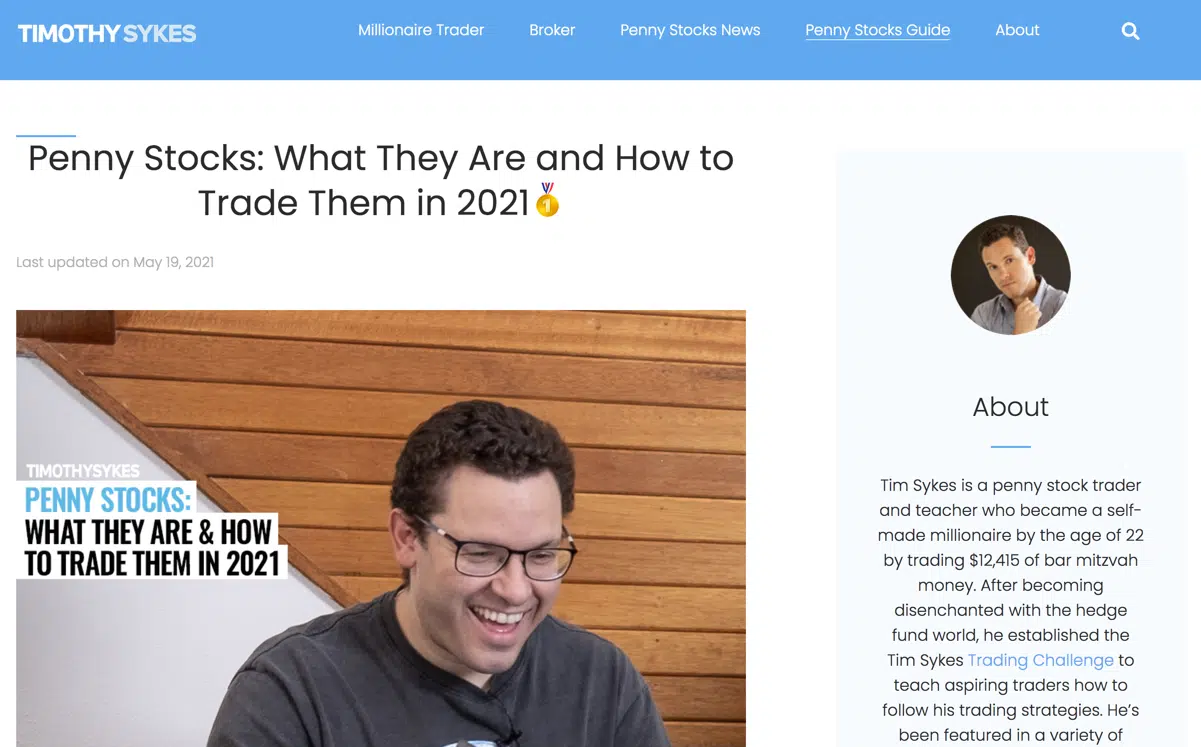 TIMOTHY SYKES
Millionaire Trader
Broker
Penny Stocks News
Penny Stocks Guide
About
Penny Stocks: What They Are and How to
Trade Them in 2021🥇
Last updated on May 19, 2021
TIMOTHYSYKES
PENNY STOCKS:
WHAT THEY ARE & HOW
TO TRADE THEM IN 2021
About
Tim Sykes is a penny stock trader
and teacher who became a self-
made millionaire by the age of 22
by trading $12,415 of bar mitzvah
money. After becoming
disenchanted with the hedge
fund world, he established the
Tim Sykes Trading Challenge to
teach aspiring traders how to
follow his trading strategies. He’s
been featured in a variety of